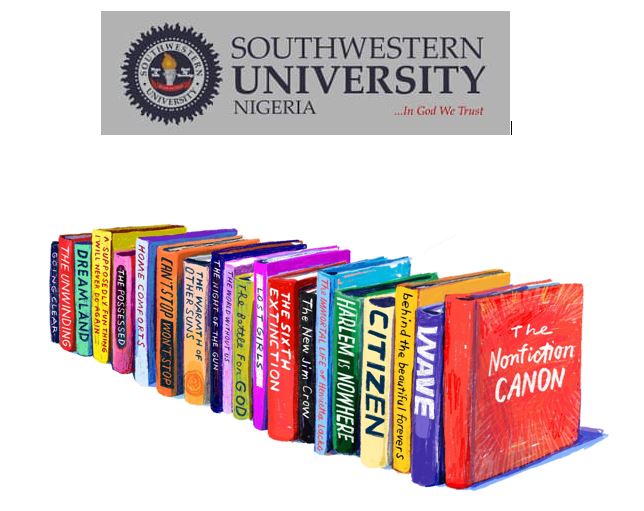 SOUTHWESTERN
UNIVERSITY
SOUTHWESTERN
UNIVERSITY
NIGERIA
...In God We Trust
GOING CLEAR
THE UNWINDING
DREAMLAND
A SUPPOSEDLY FUN THING
I WILL NEVER DO AGAIN
THE POSSESSED
HOME COMFORTS
CAN'T STOP WON'T STOP
THE WARMTH OF
OTHER SUNS
THE NIGHT OF THE GUN
THE WORLD WITHOUT US
The Battle For GOD
LOST GIRLS
THE SIXTH
EXTINCTION
The New Jim Crow
THE IMMORTAL LIFE OF Henrietta Lacks
HARLEM IS NOWHERE
CITIZEN
behind the beautiful forevers
WAVE
The
Nonfiction
CANON